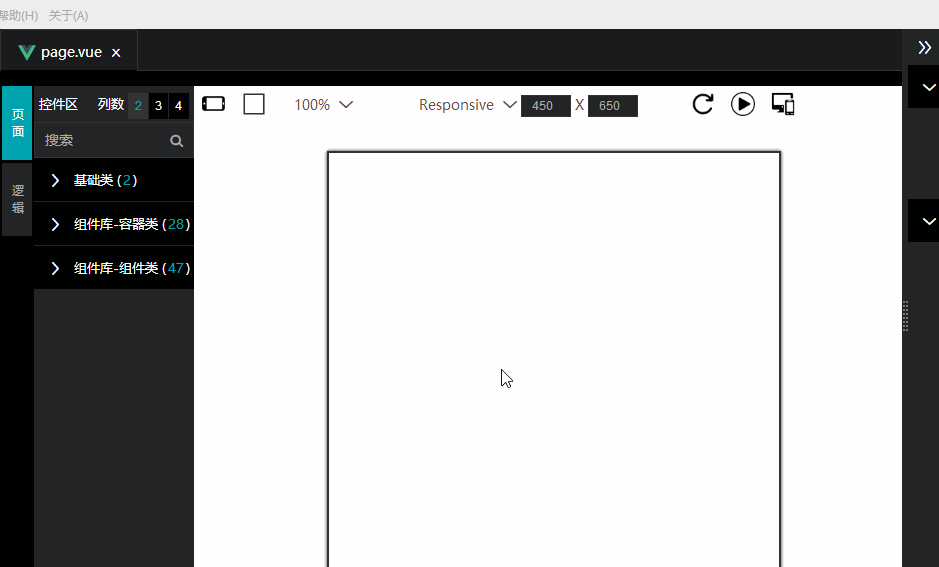 帮助(H) 关于(A)
page.vue ×
页面
逻辑
控件区 列数 2 3 4
搜索
基础类 (2)
组件库-容器类 (28)
组件库-组件类 (47)
100% Responsive 450 X 650